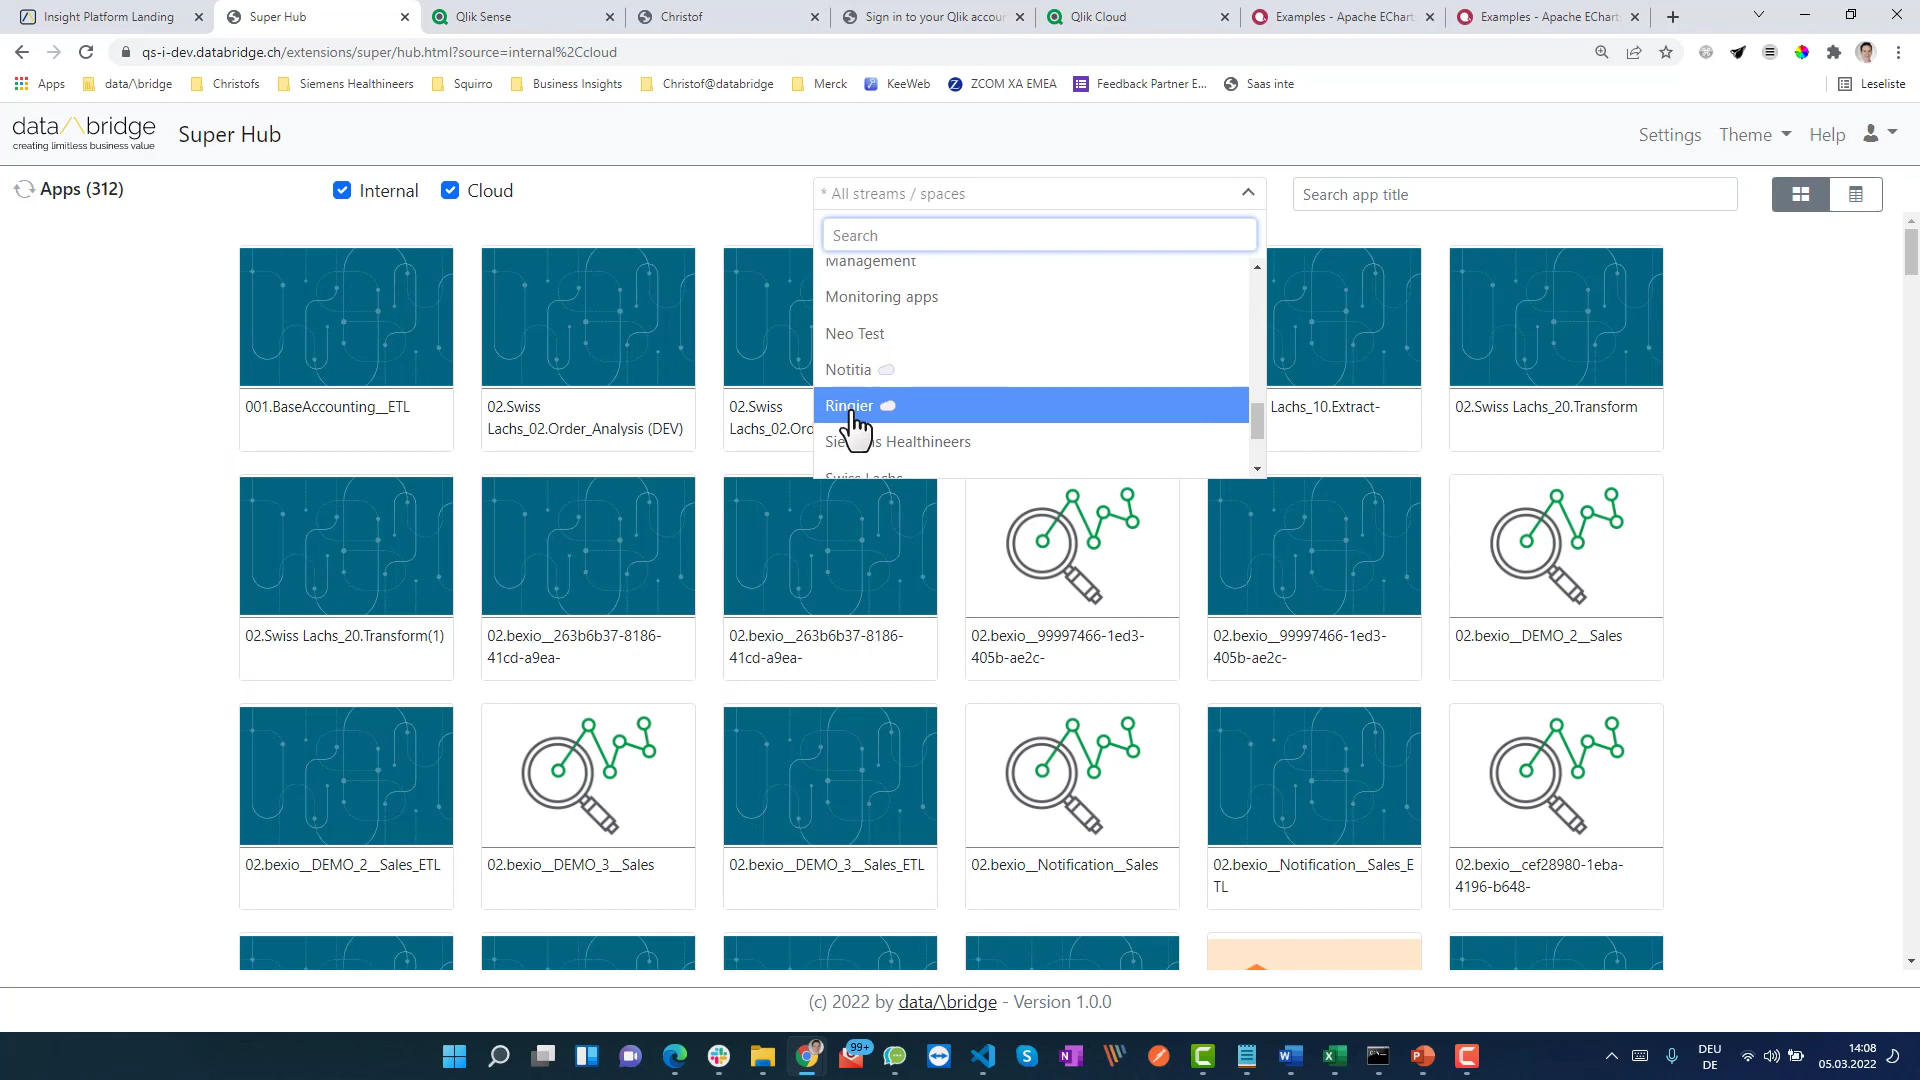 Insight Platform Landing
Super Hub
Qlik Sense
Christof
Sign in to your Qlik accou
Qlik Cloud
Examples - Apache EChart
Examples - Apache EChart
qs-i-dev.databridge.ch/extensions/super/hub.html?source=internal%2Ccloud
Apps
data/\bridge
Christofs
Siemens Healthineers
Squirro
Business Insights
Christof@databridge
Merck
KeeWeb
ZCOM XA EMEA
Feedback Partner E...
Saas inte
Leseliste
data/\bridge
creating limitless business value
Super Hub
Settings
Theme
Help
Apps (312)
Internal
Cloud
* All streams / spaces
Search app title
Search
Management
Monitoring apps
Neo Test
Notitia
Ringier
Siemens Healthineers
Swiss Lachs
001.BaseAccounting__ETL
02.Swiss
Lachs_02.Order_Analysis (DEV)
02.Swiss
Lachs_02.Orc
Lachs_10.Extract-
02.Swiss Lachs_20.Transform
02.Swiss Lachs_20.Transform(1)
02.bexio__263b6b37-8186-
41cd-a9ea-
02.bexio__263b6b37-8186-
41cd-a9ea-
02.bexio__99997466-1ed3-
405b-ae2c-
02.bexio__99997466-1ed3-
405b-ae2c-
02.bexio__DEMO_2__Sales
02.bexio__DEMO_2__Sales_ETL
02.bexio__DEMO_3__Sales
02.bexio__DEMO_3__Sales_ETL
02.bexio__Notification__Sales
02.bexio__Notification__Sales_E
TL
02.bexio__cef28980-1eba-
4196-b648-
(c) 2022 by data/\bridge - Version 1.0.0
99+
DEU
DE
14:08
05.03.2022